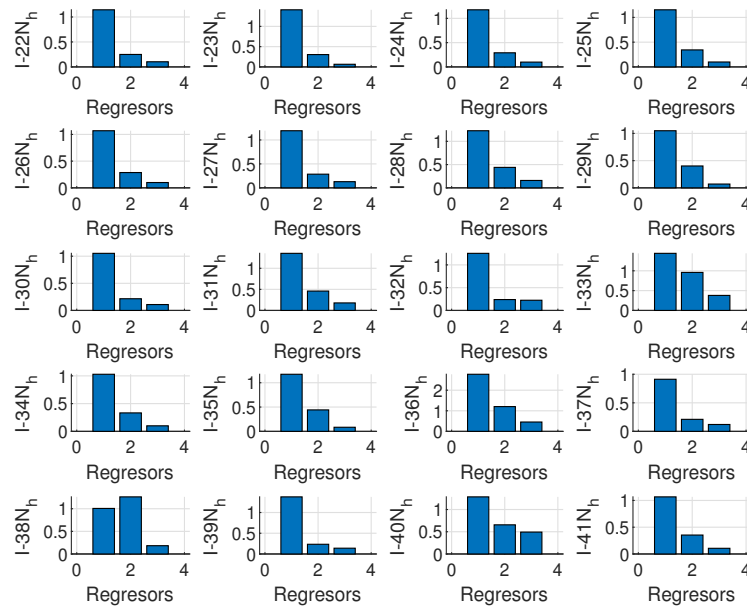 I-22N_h
1
0.5
0
0 2 4
Regresors
I-23N_h
1
0.5
0
0 2 4
Regresors
I-24N_h
1
0.5
0
0 2 4
Regresors
I-25N_h
1
0.5
0
0 2 4
Regresors
I-26N_h
1
0.5
0
0 2 4
Regresors
I-27N_h
1
0.5
0
0 2 4
Regresors
I-28N_h
1
0.5
0
0 2 4
Regresors
I-29N_h
1
0.5
0
0 2 4
Regresors
I-30N_h
1
0.5
0
0 2 4
Regresors
I-31N_h
1
0.5
0
0 2 4
Regresors
I-32N_h
1
0.5
0
0 2 4
Regresors
I-33N_h
1
0.5
0
0 2 4
Regresors
I-34N_h
1
0.5
0
0 2 4
Regresors
I-35N_h
1
0.5
0
0 2 4
Regresors
I-36N_h
2
1
0
0 2 4
Regresors
I-37N_h
1
0.5
0
0 2 4
Regresors
I-38N_h
1
0.5
0
0 2 4
Regresors
I-39N_h
1
0.5
0
0 2 4
Regresors
I-40N_h
1
0.5
0
0 2 4
Regresors
I-41N_h
1
0.5
0
0 2 4
Regresors